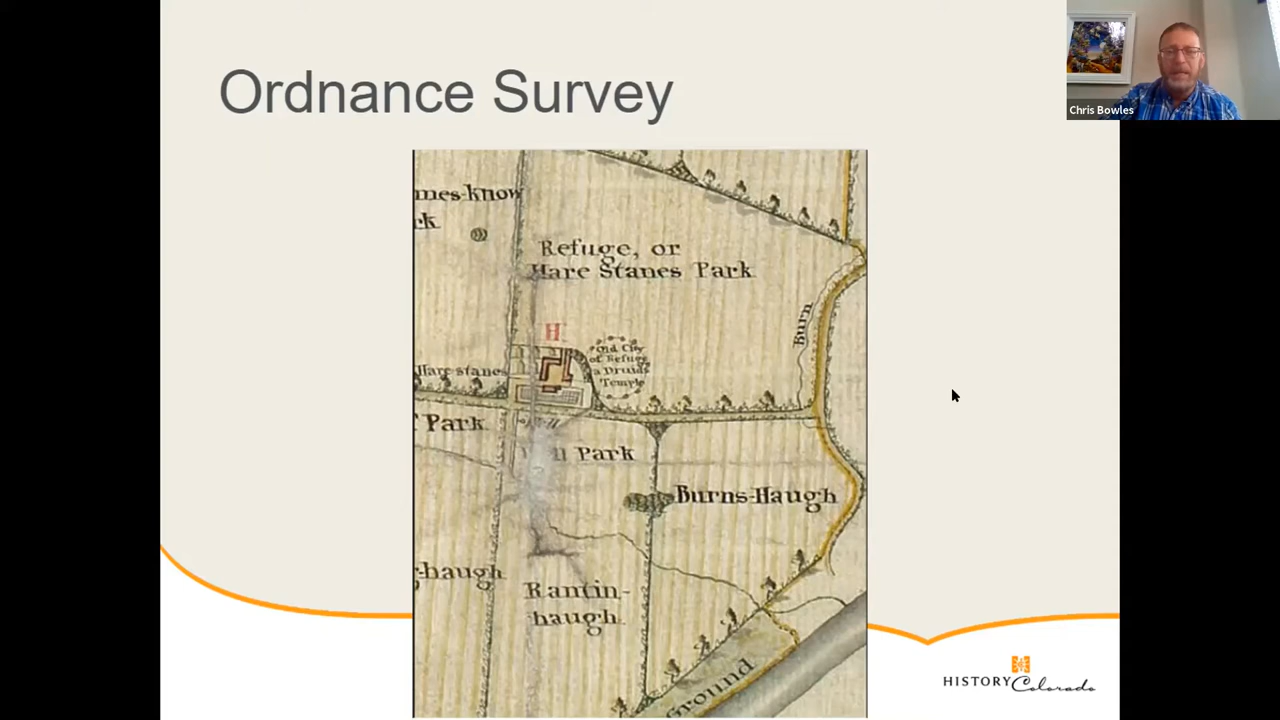 Ordnance Survey
Chris Bowles
mes-know
rk
Refuge, or
Hare Stanes Park
Burn
H
Old City
of Refuge
a Druids
Temple
Hare stanes
Park
Park
Burns-Haugh
haugh
Rantin-
haugh
Ground
HISTORY Colorado